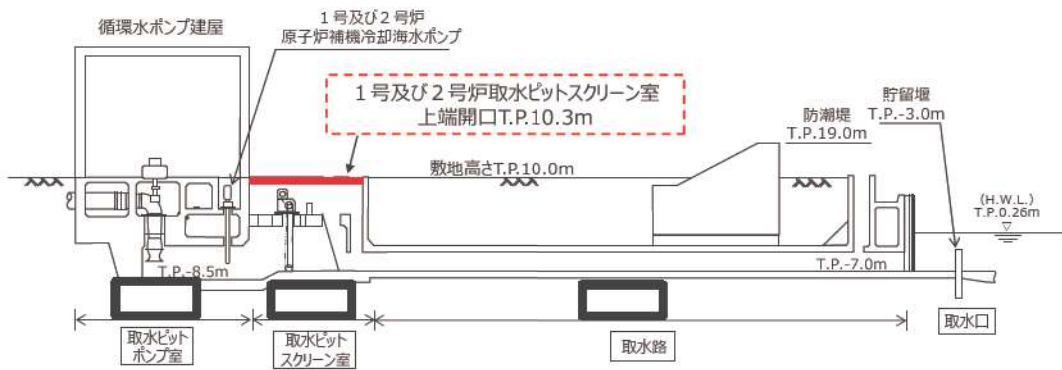 循環水ポンプ建屋
1号及び2号炉
原子炉補機冷却海水ポンプ
1号及び2号炉取水ピットスクリーン室
上端開口T.P.10.3m
防潮堤
T.P.19.0m
貯留堰
T.P.-3.0m
敷地高さT.P.10.0m
(H.W.L.)
T.P.0.26m
T.P.-8.5m
T.P.-7.0m
取水ピット
ポンプ室
取水ピット
スクリーン室
取水路
取水口